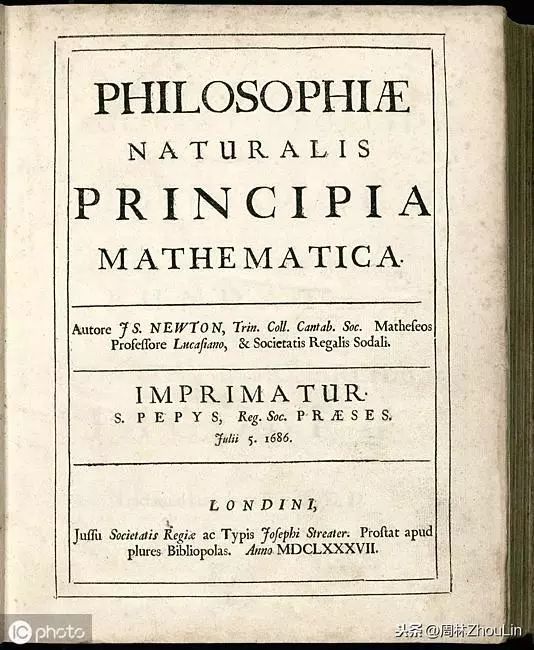 PHILOSOPHIÆ
NATURALIS
PRINCIPIA
MATHEMATICA.
Autore JS. NEWTON, Trin. Coll. Cantab. Soc. Matheseos
Professore Lucasiano, & Societatis Regalis Sodali.
IMPRIMATUR.
S. PEPYS, Reg. Soc. PRÆSES.
Julii 5. 1686.
LONDINI,
Jussu Societatis Regiæ ac Typis Josephi Streater. Prostat apud
plures Bibliopolas. Anno MDCLXXXVII.
IC photo
头条@周林ZhouLin